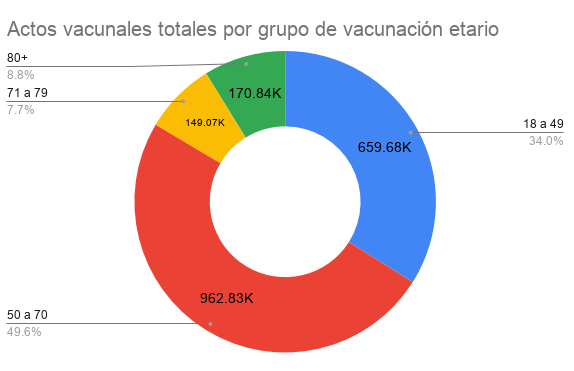 Actos vacunales totales por grupo de vacunación etario
80+
8.8%
71 a 79
7.7%
170.84K
149.07K
18 a 49
34.0%
659.68K
962.83K
50 a 70
49.6%